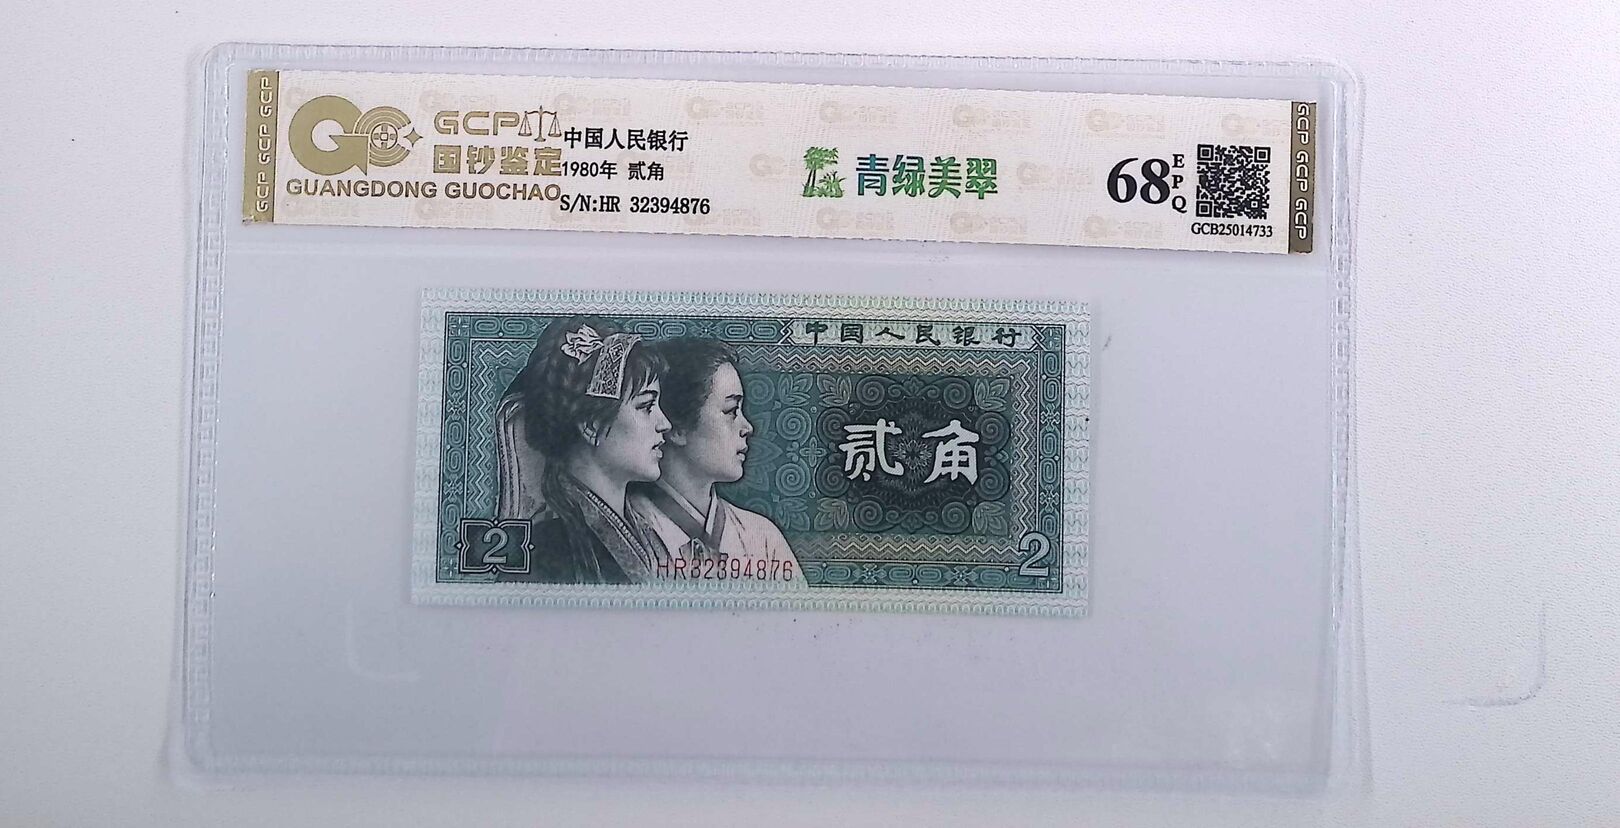 GCP GCP GCP
GCP
国钞鉴定
GUANGDONG GUOCHAO
中国人民银行
1980年 贰角
S/N:HR 32394876
青绿美翠
68
EPQ
GCB25014733
GCP GCP GCP
中国人民银行
贰角
2
2
HR32394876